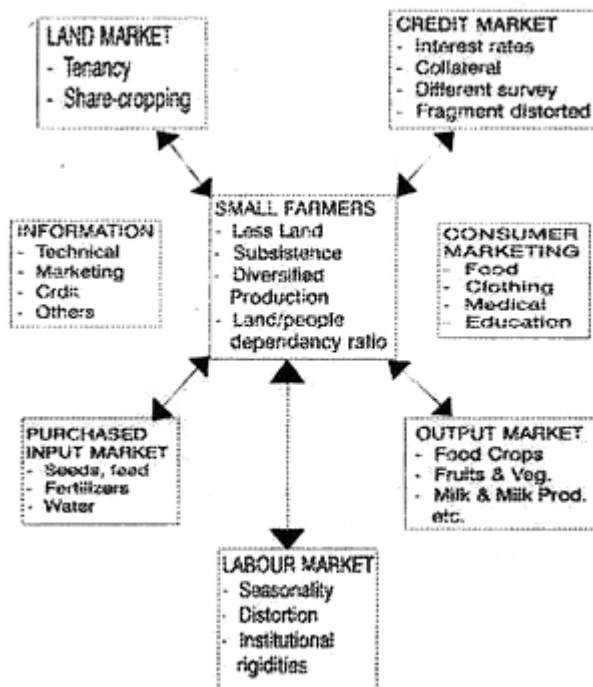 LAND MARKET
- Tenancy
- Share-cropping
CREDIT MARKET
- Interest rates
- Collateral
- Different survey
- Fragment distorted
SMALL FARMERS
- Less Land
- Subsistence
- Diversified
Production
- Land/people
dependency ratio
INFORMATION
- Technical
- Marketing
- Crdit
- Others
CONSUMER
MARKETING
- Food
- Clothing
- Medical
- Education
PURCHASED
INPUT MARKET
- Seeds, feed
- Fertilizers
- Water
OUTPUT MARKET
- Food Crops
- Fruits & Veg.
- Milk & Milk Prod.
etc.
LABOUR MARKET
- Seasonality
- Distortion
- Institutional
rigidities